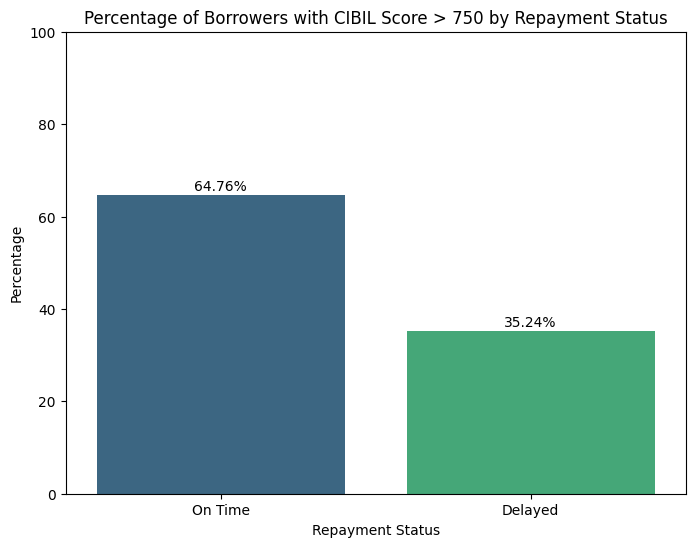 Percentage of Borrowers with CIBIL Score > 750 by Repayment Status
100
80
60
40
20
0
Percentage
64.76%
35.24%
On Time
Delayed
Repayment Status